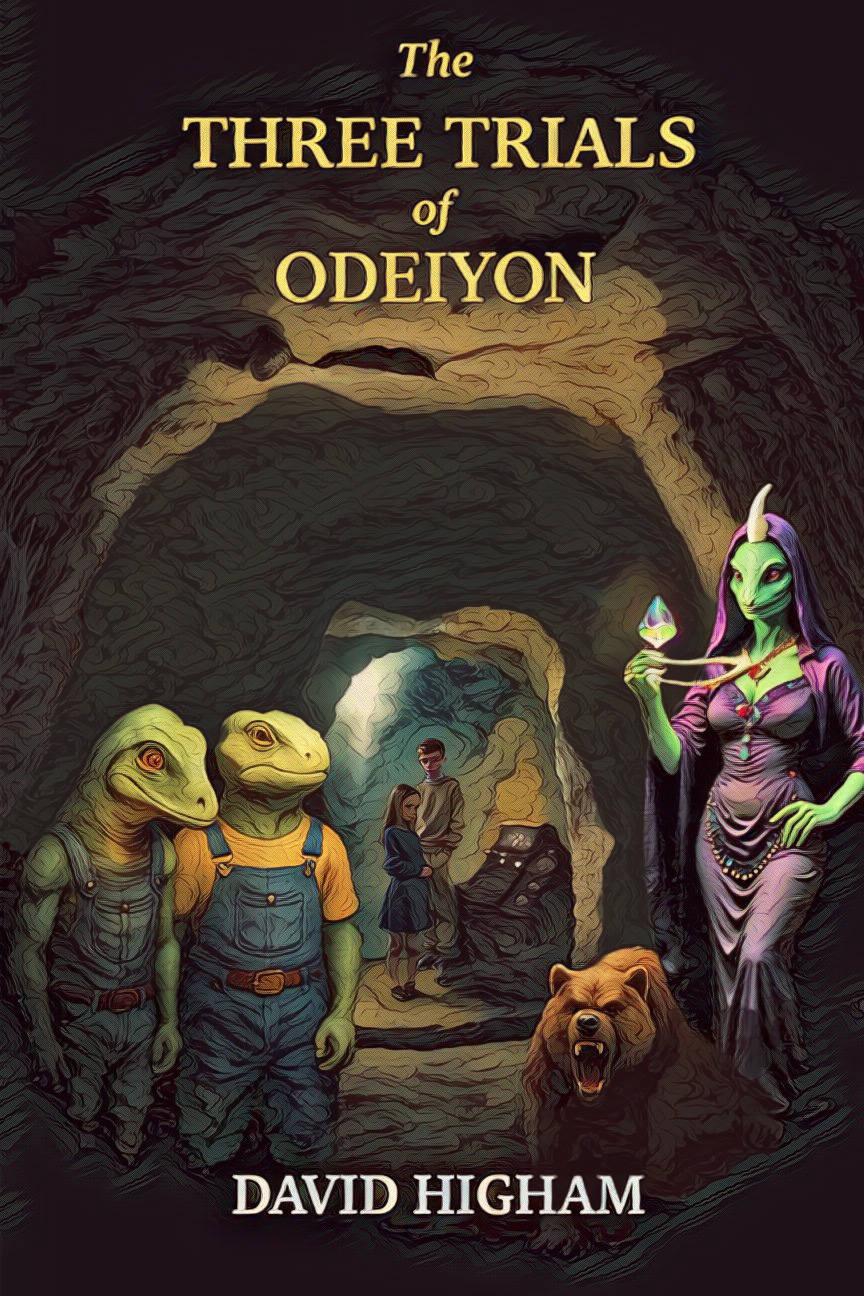 The
THREE TRIALS
of
ODEIYON
DAVID HIGHAM